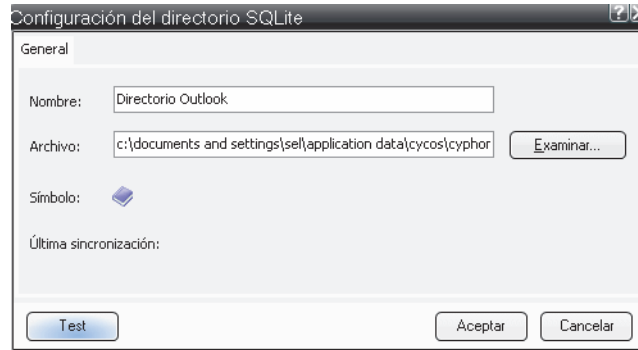 Configuración del directorio SQLite
General
Nombre: Directorio Outlook
Archivo: c:\documents and settings\sel\application data\cycos\cyphor Examinar...
Símbolo:
Última sincronización:
Test Aceptar Cancelar